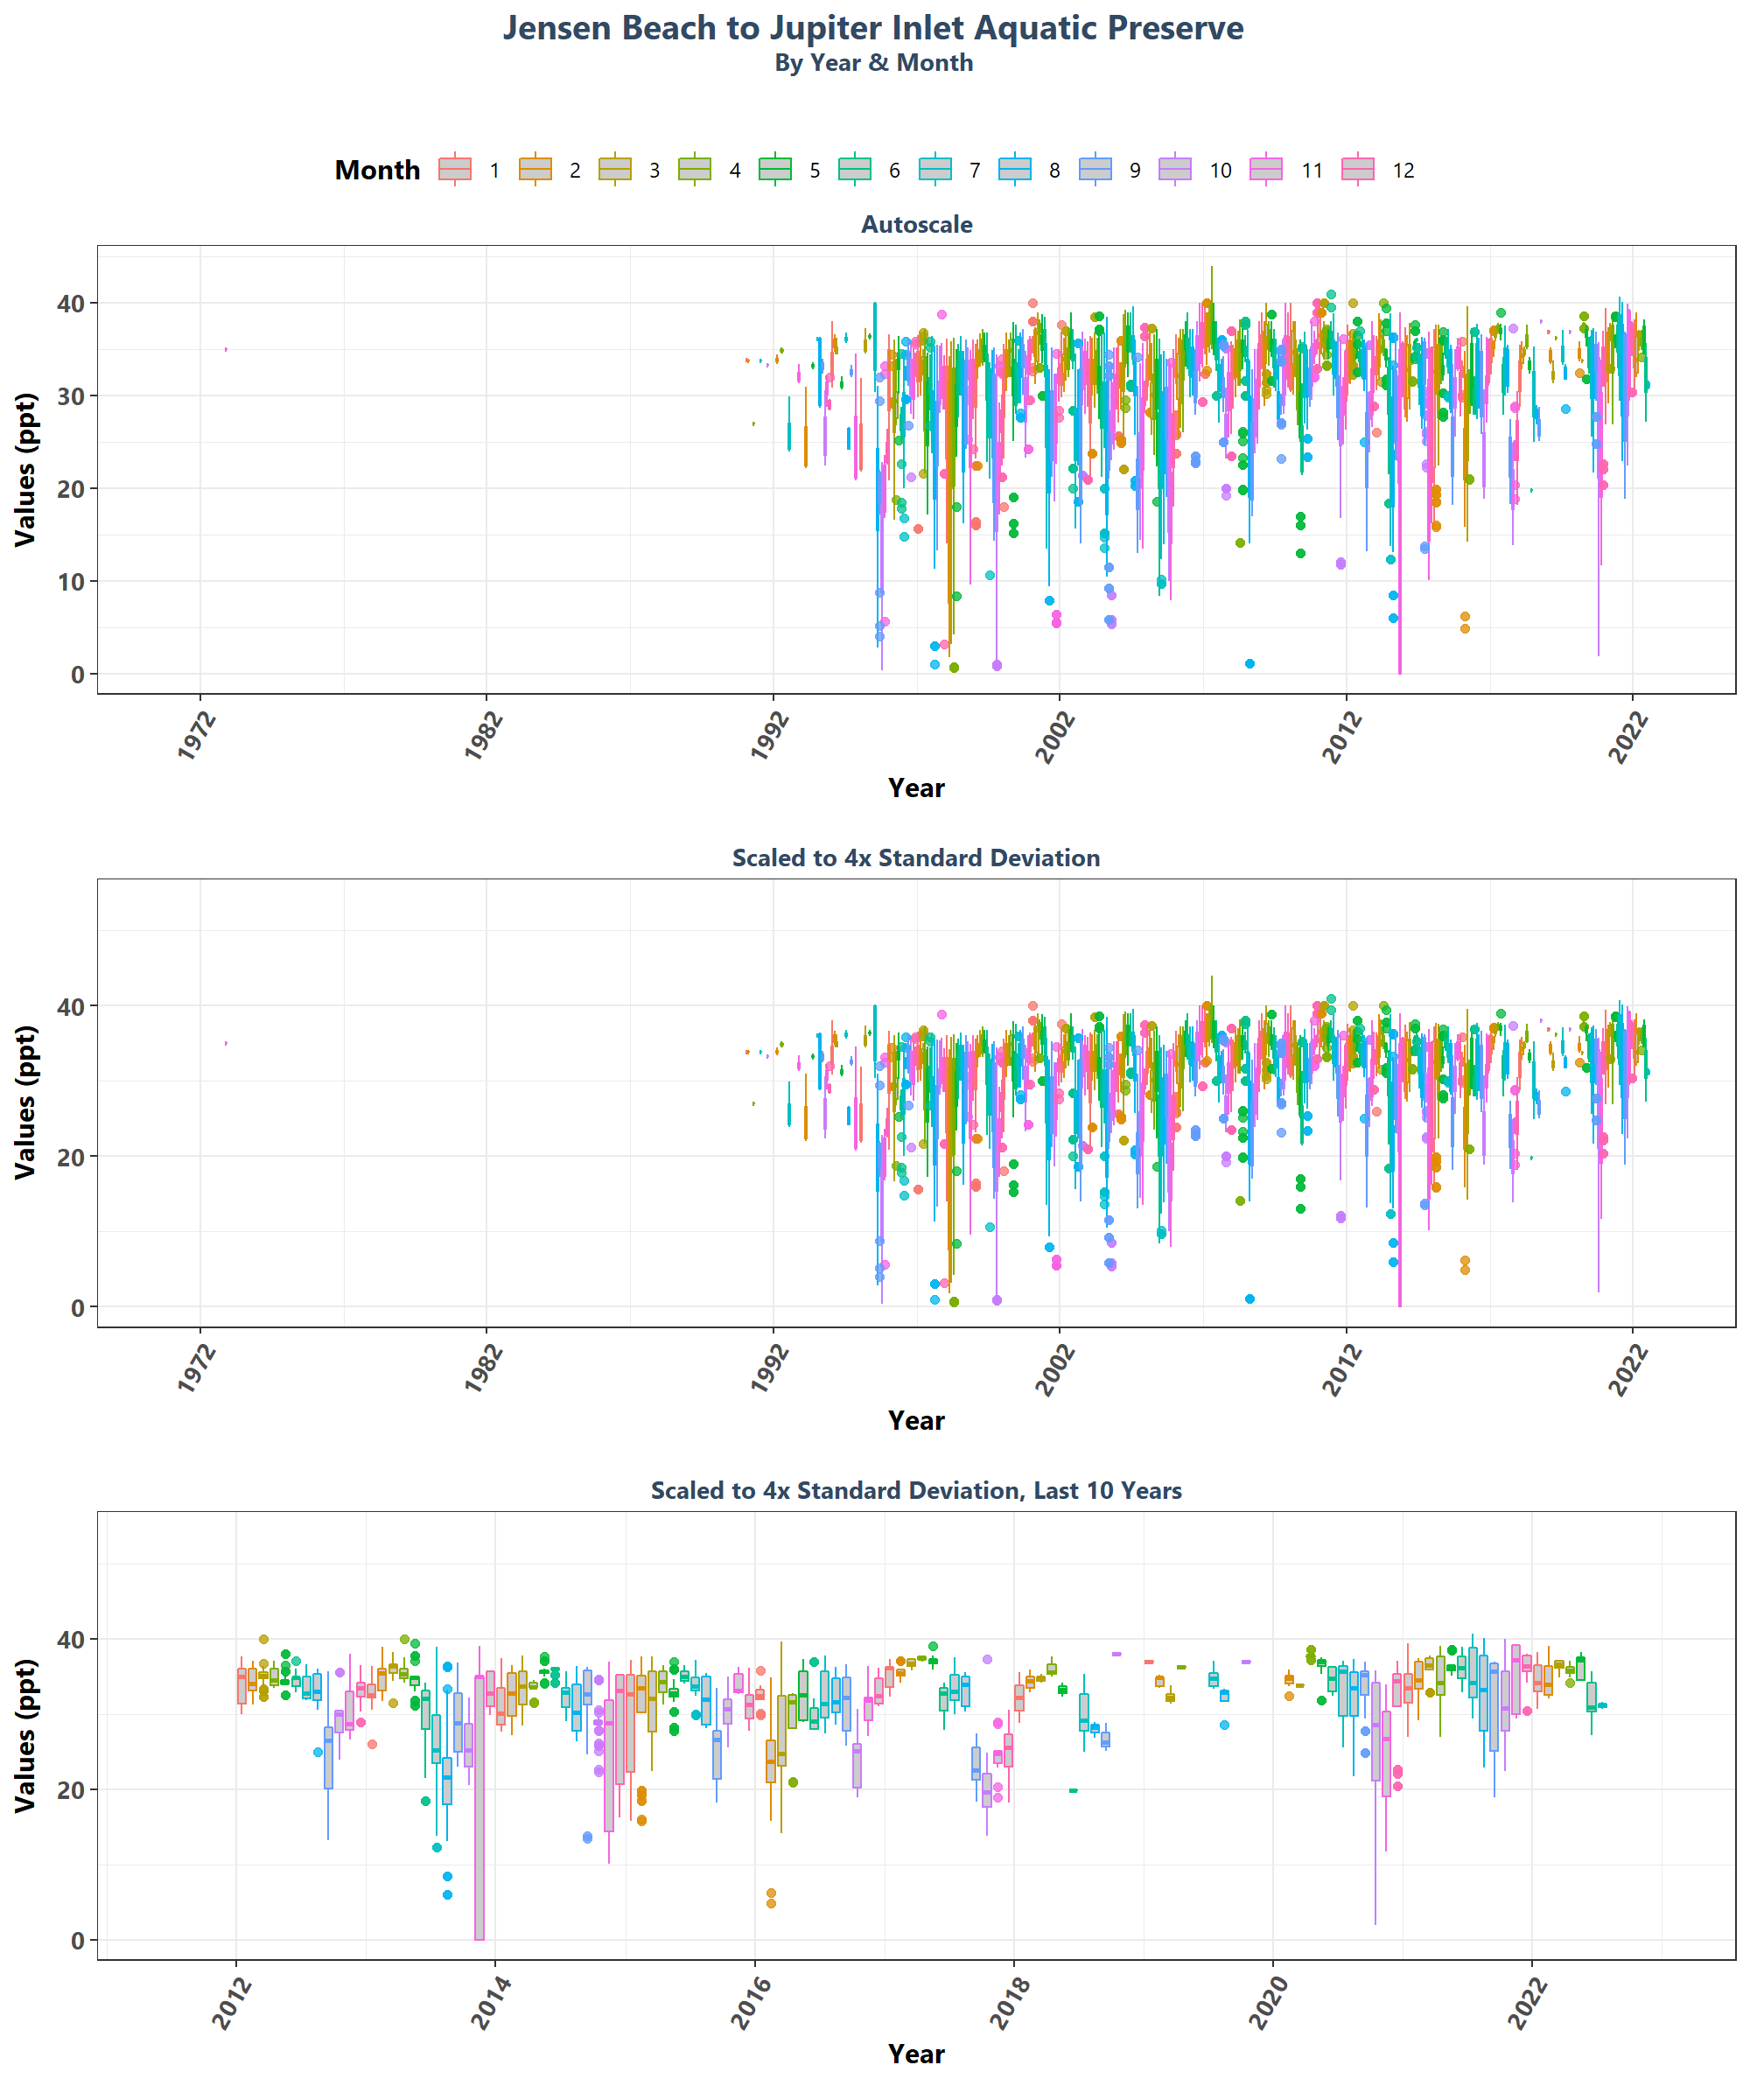 Jensen Beach to Jupiter Inlet Aquatic Preserve
By Year & Month
Month 1 2 3 4 5 6 7 8 9 10 11 12
Autoscale
Values (ppt)
40
30
20
10
0
1972 1982 1992 2002 2012 2022
Year
Scaled to 4x Standard Deviation
Values (ppt)
40
20
0
1972 1982 1992 2002 2012 2022
Year
Scaled to 4x Standard Deviation, Last 10 Years
Values (ppt)
40
20
0
2012 2014 2016 2018 2020 2022
Year